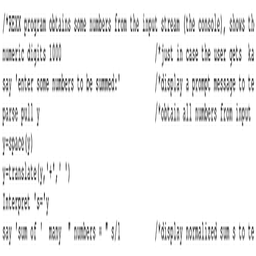 /*REXX program obtains some numbers from the input stream (the console), shows th
numeric digits 1000 /*just in case the user gets ka
say 'enter some numbers to be summed:' /*display a prompt message to te
parse pull y /*obtain all numbers from input
y=space(y)
y=translate(y,'+',' ')
Interpret 's='y
say 'sum of ' many ' numbers = ' s/1 /*display normalized sum s to te